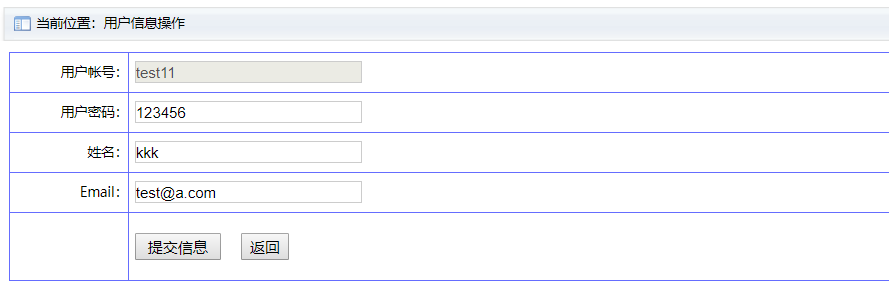 当前位置：用户信息操作
用户帐号： test11
用户密码： 123456
姓名： kkk
Email： test@a.com
提交信息 返回